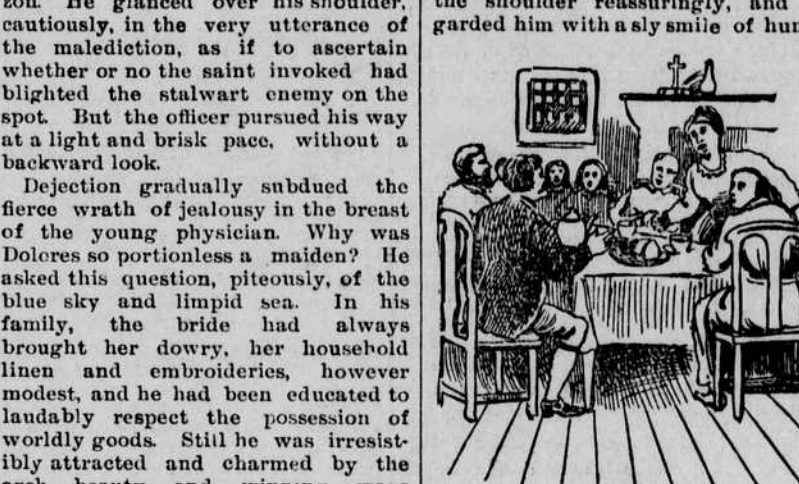 zon. He glanced over his shoulder,
cautiously, in the very utterance of
the malediction, as if to ascertain
whether or no the saint invoked had
blighted the stalwart enemy on the
spot. But the officer pursued his way
at a light and brisk pace, without a
backward look.
Dejection gradually subdued the
fierce wrath of jealousy in the breast
of the young physician. Why was
Dolores so portionless a maiden? He
asked this question, piteously, of the
blue sky and limpid sea. In his
family, the bride had always
brought her dowry, her household
linen and embroideries, however
modest, and he had been educated to
laudably respect the possession of
worldly goods. Still he was irresist-
ibly attracted and charmed by the
beauty and
the shoulder reassuringly, and
garded him with a sly smile of hum